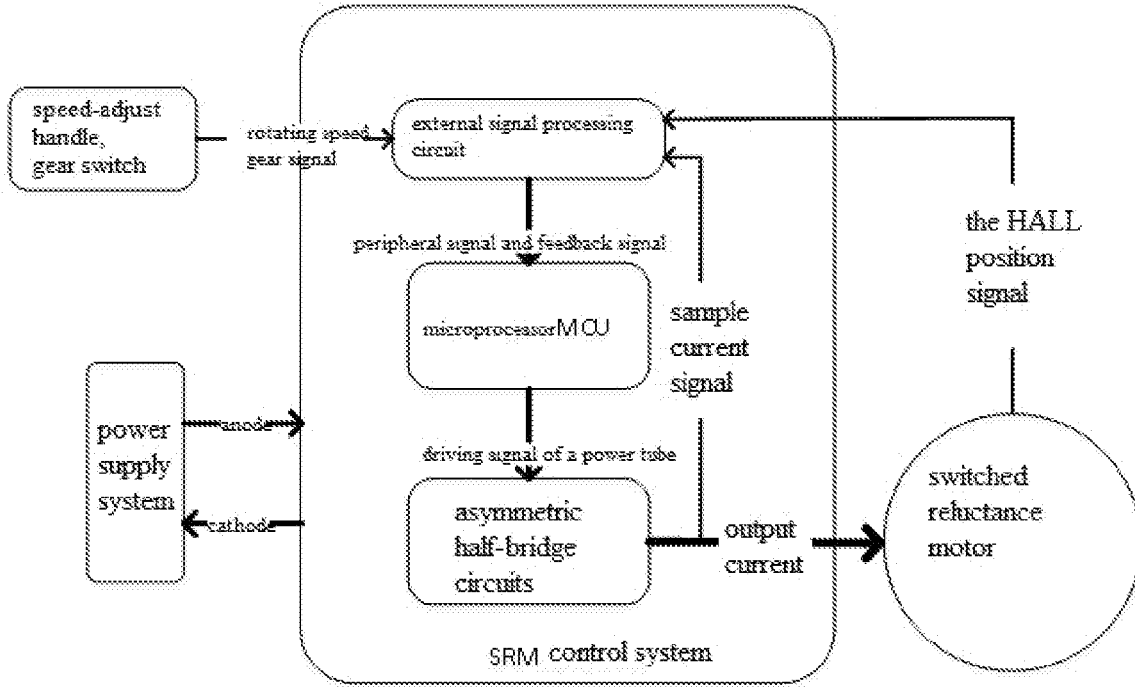 speed-adjust
handle,
gear switch
rotating speed
gear signal
external signal processing
circuit
peripheral signal and feedback signal
microprocessorMCU
driving signal of a power tube
asymmetric
half-bridge
circuits
sample
current
signal
the HALL
position
signal
power
supply
system
anode
cathode
output
current
switched
reluctance
motor
SRM control system